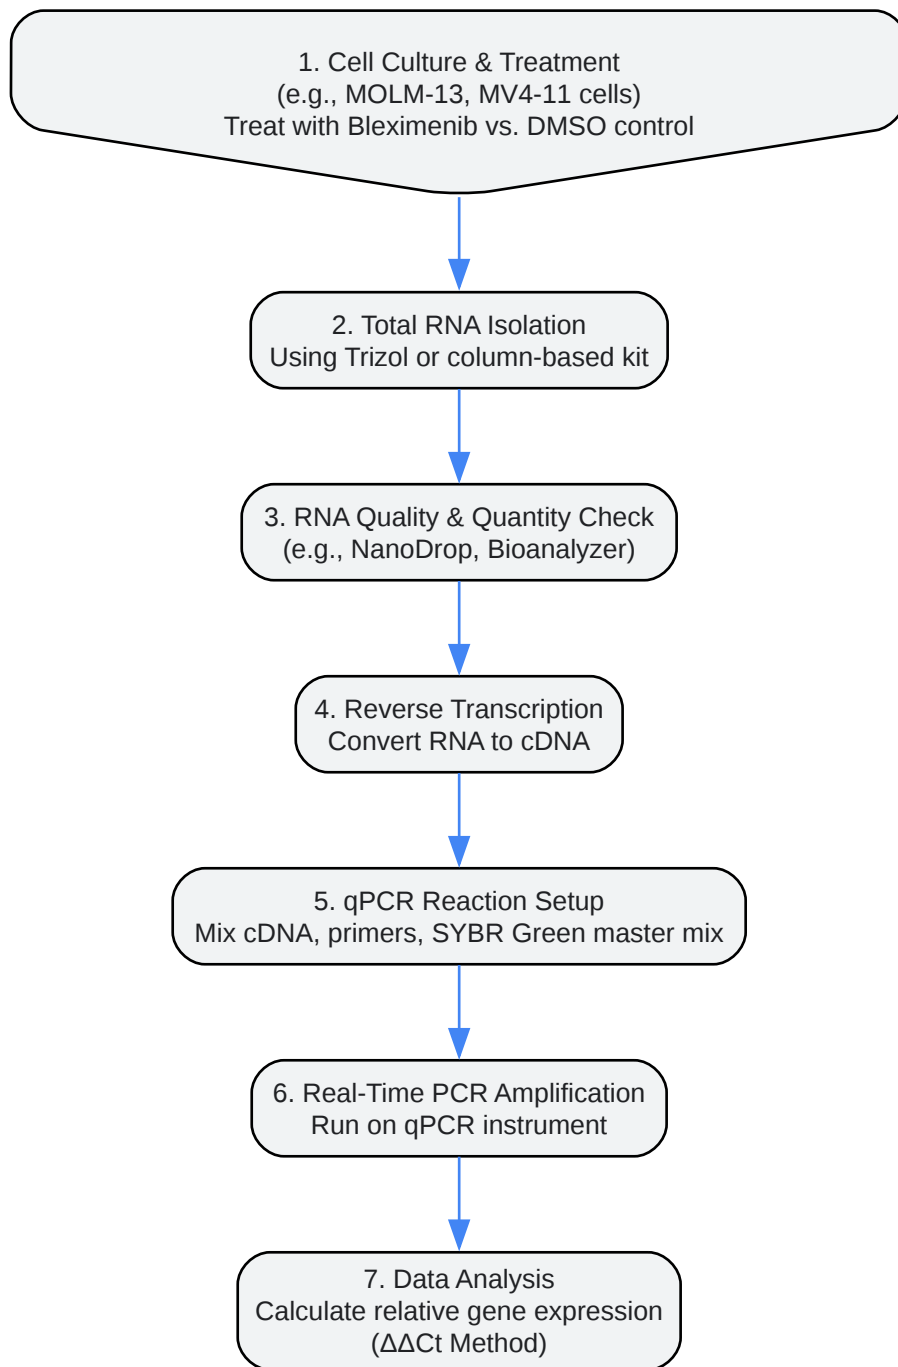 1. Cell Culture & Treatment
(e.g., MOLM-13, MV4-11 cells)
Treat with Bleximenib vs. DMSO control
2. Total RNA Isolation
Using Trizol or column-based kit
3. RNA Quality & Quantity Check
(e.g., NanoDrop, Bioanalyzer)
4. Reverse Transcription
Convert RNA to cDNA
5. qPCR Reaction Setup
Mix cDNA, primers, SYBR Green master mix
6. Real-Time PCR Amplification
Run on qPCR instrument
7. Data Analysis
Calculate relative gene expression
(ΔΔCt Method)